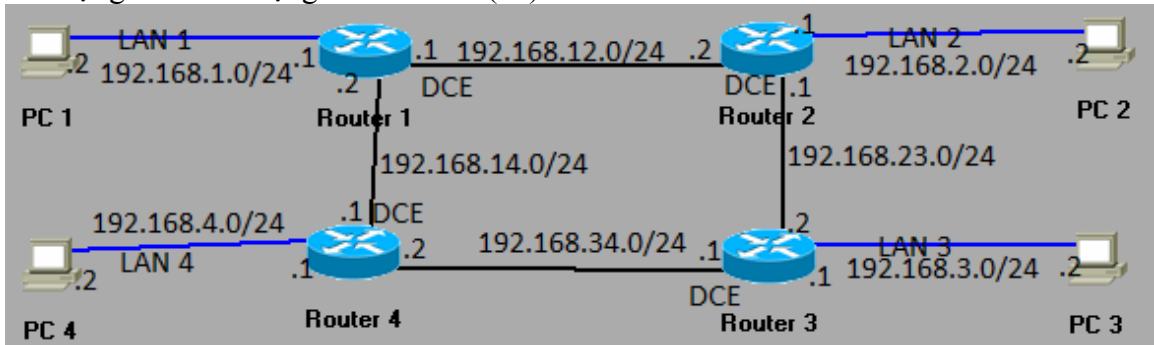 LAN 1
.2
192.168.1.0/24
.1
.1
192.168.12.0/24
.2
.1
LAN 2
192.168.2.0/24
.2
PC 1
.2
DCE
Router 1
DCE
.1
Router 2
PC 2
192.168.14.0/24
192.168.23.0/24
192.168.4.0/24
.1
DCE
.2
LAN 4
.2
.1
.2
192.168.34.0/24
.1
DCE
LAN 3
192.168.3.0/24
.1
.2
PC 4
Router 4
Router 3
PC 3